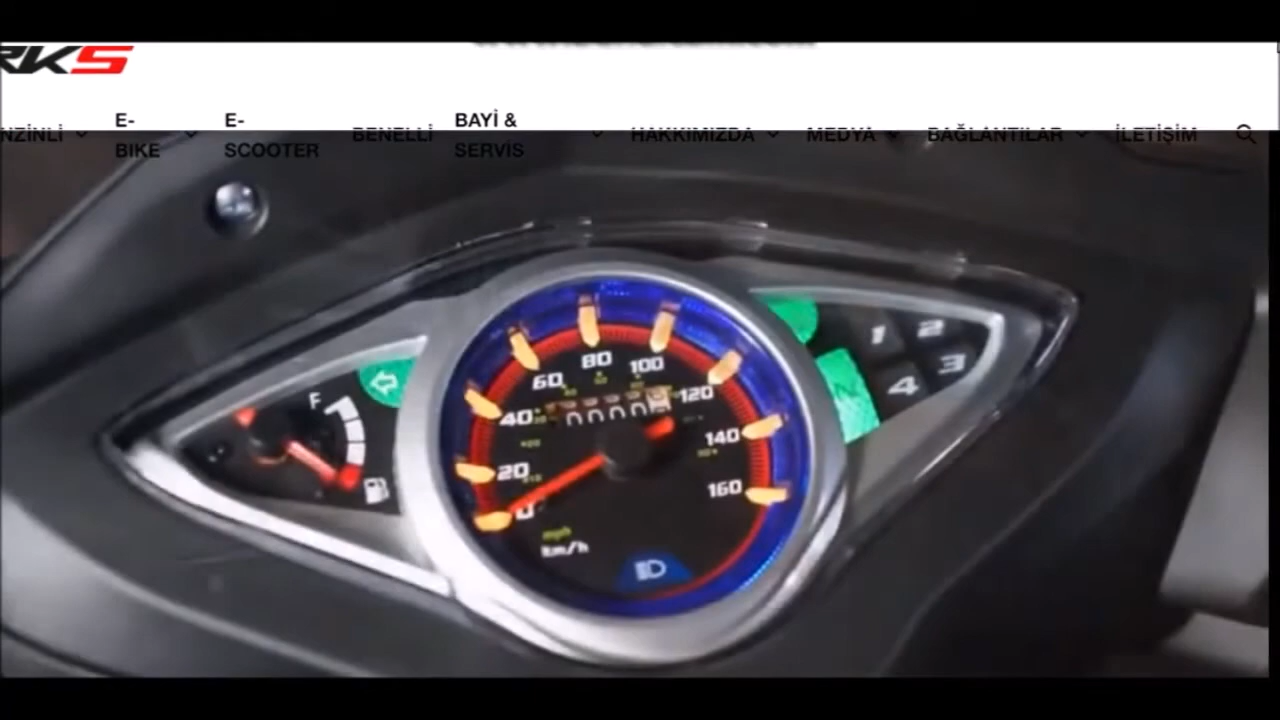 RKS
E-
E-
BAYİ &
NZİNLİ
BENELLİ
HAKKIMIZDA
MEDYA
BAĞLANTILAR
İLETİŞİM
BIKE
SCOOTER
SERVİS
80
60
100
40
120
20
140
160
0
mph
km/h
F
1
2
3
4